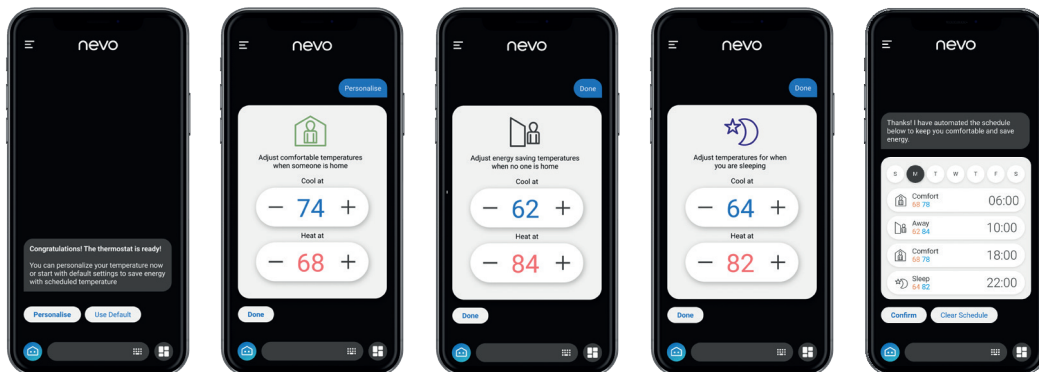 nevo
Congratulations! The thermostat is ready!
You can personalize your temperature now
or start with default settings to save energy
with scheduled temperature
Personalise
Use Default
nevo
Personalise
Adjust comfortable temperatures
when someone is home
Cool at
− 74 +
Heat at
− 68 +
Done
nevo
Done
Adjust energy saving temperatures
when no one is home
Cool at
− 62 +
Heat at
− 84 +
Done
nevo
Done
Adjust temperatures for when
you are sleeping
Cool at
− 64 +
Heat at
− 82 +
Done
nevo
Thanks! I have automated the schedule
below to keep you comfortable and save
energy.
S M T W T F S
Comfort
68 78
06:00
Away
62 84
10:00
Comfort
68 78
18:00
Sleep
64 82
22:00
Confirm
Clear Schedule